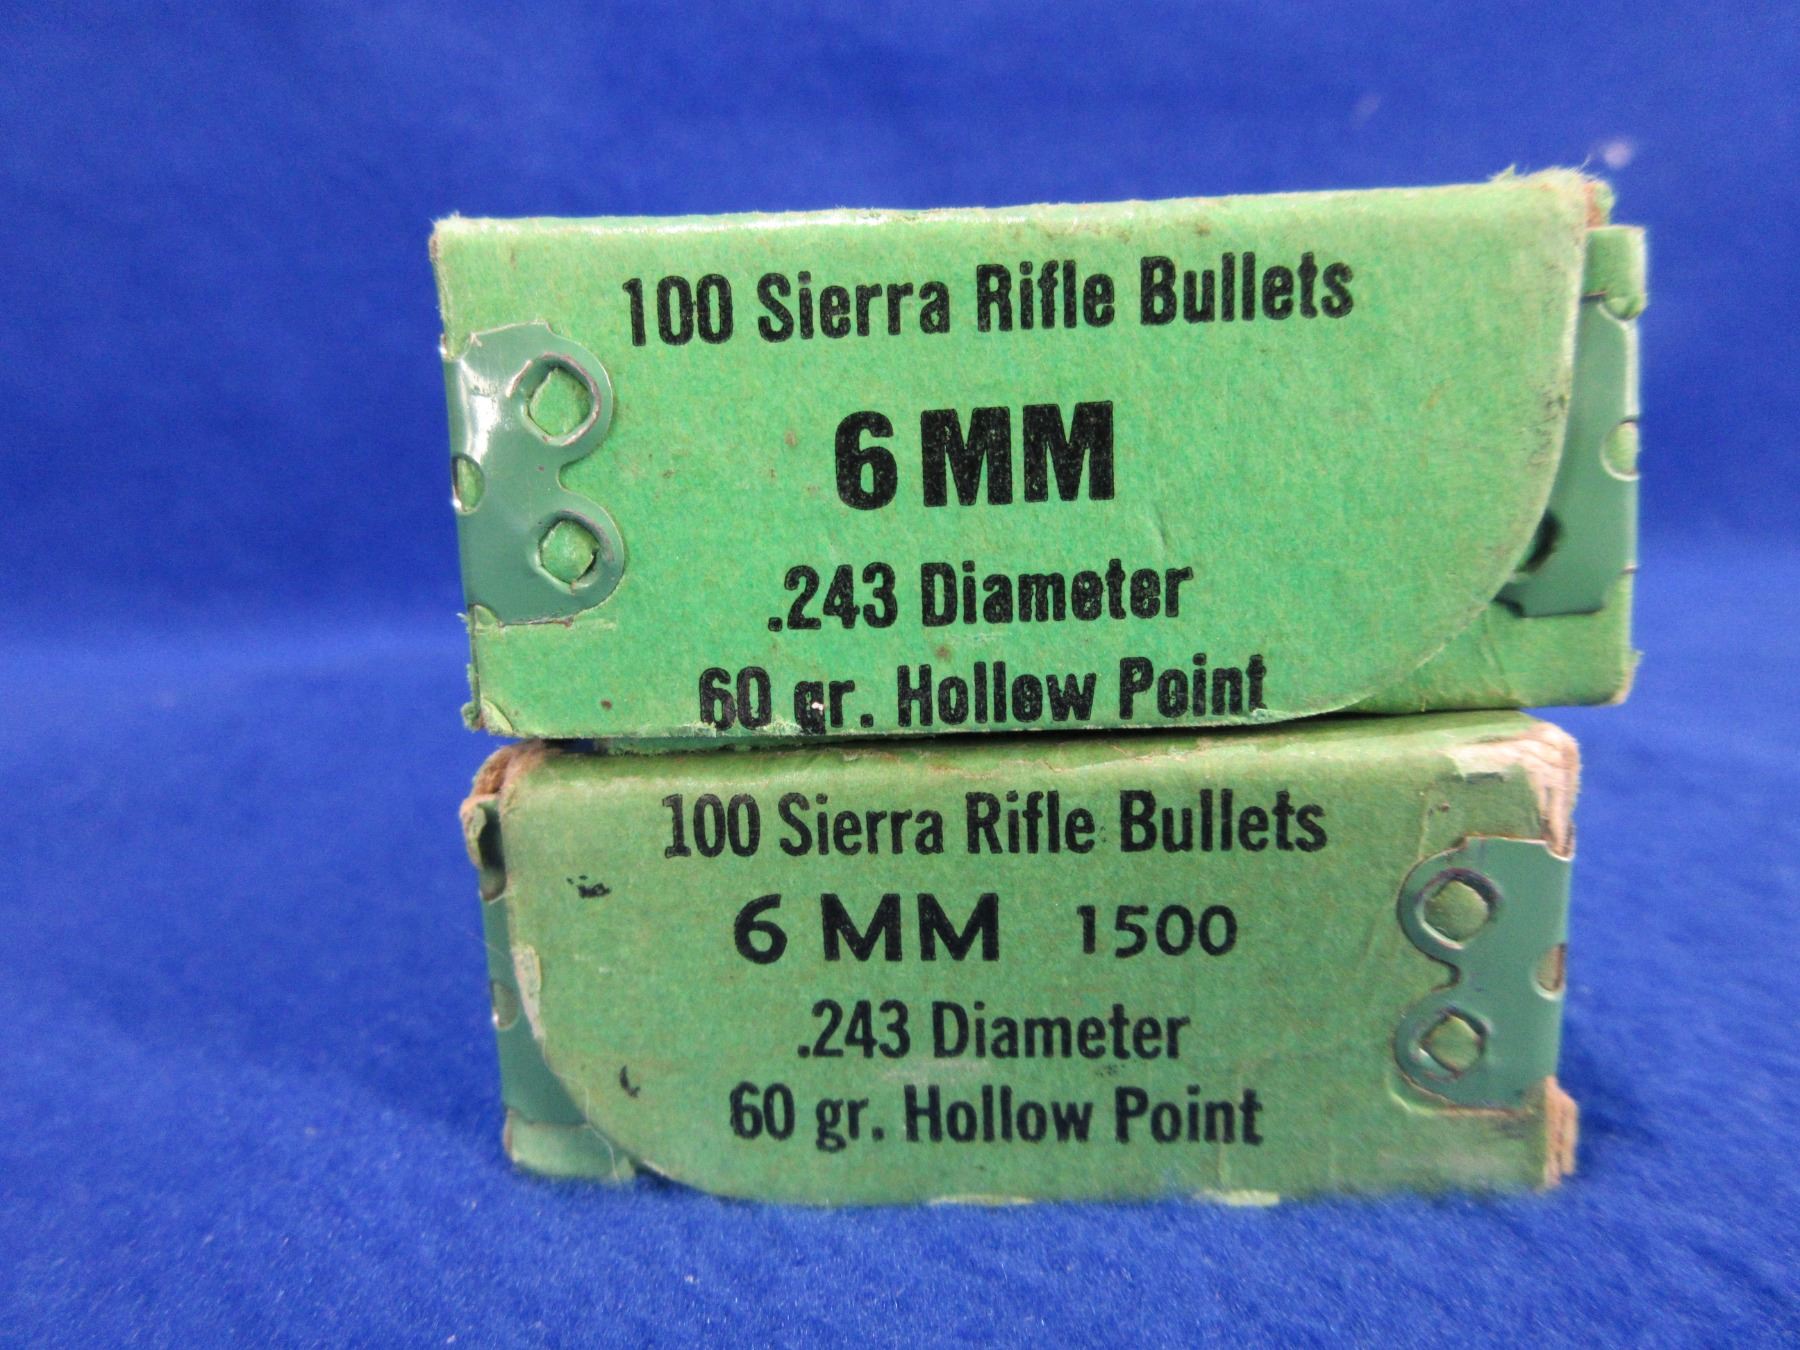 100 Sierra Rifle Bullets
6 MM
.243 Diameter
60 gr. Hollow Point
100 Sierra Rifle Bullets
6 MM 1500
.243 Diameter
60 gr. Hollow Point